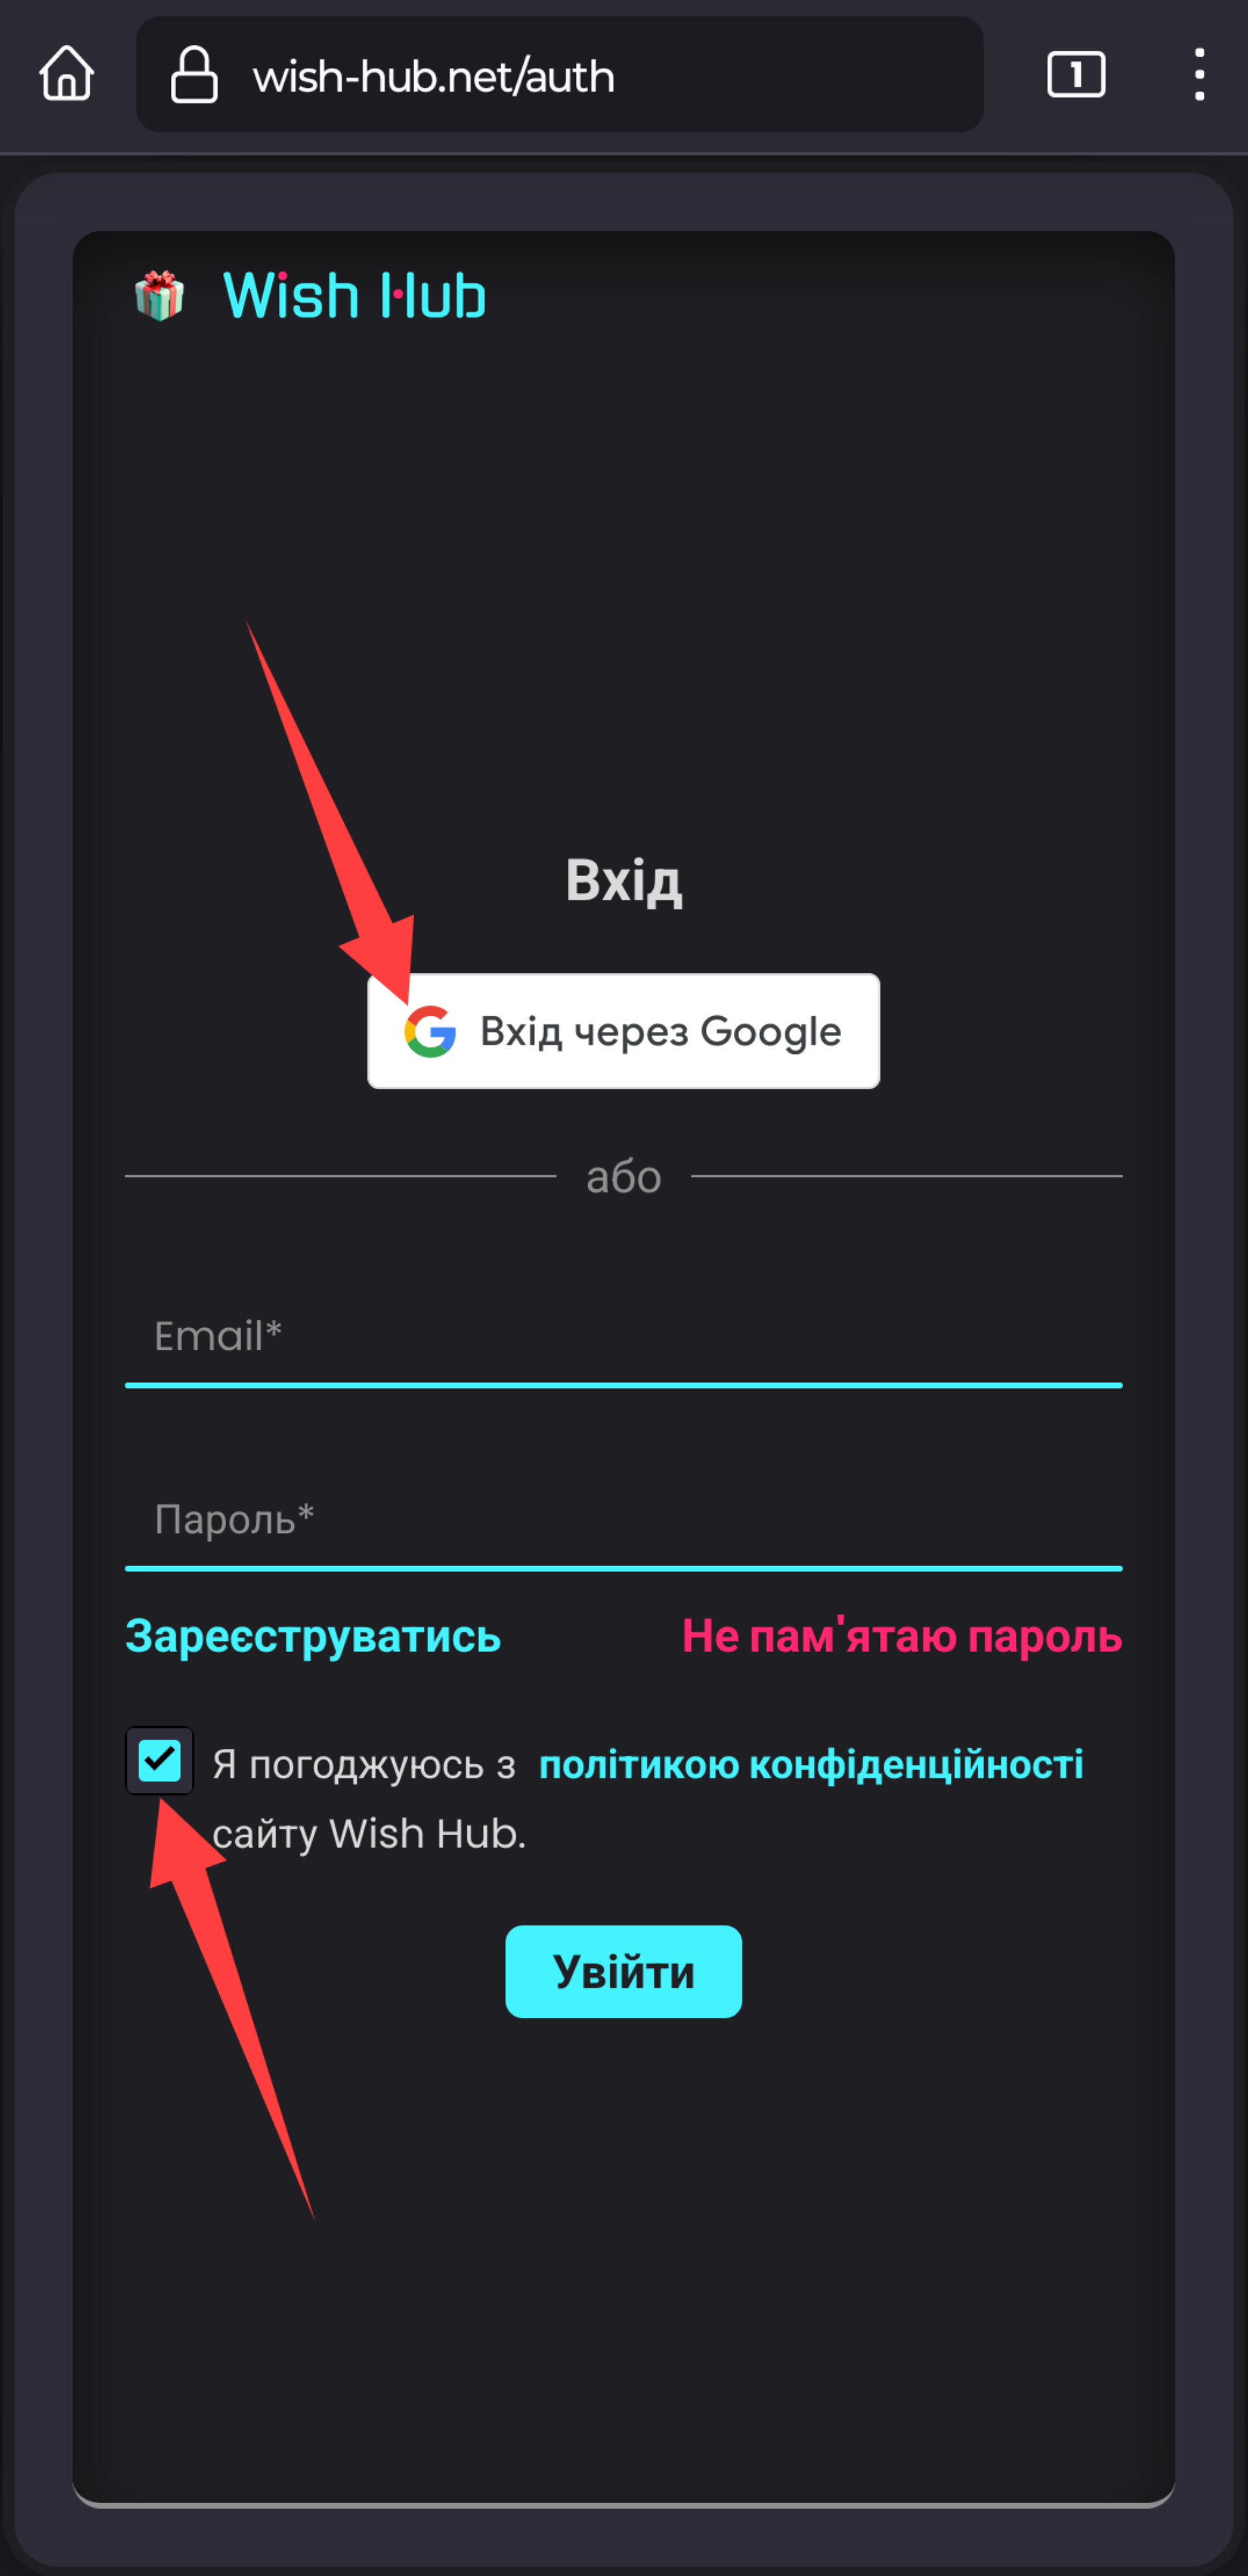 wish-hub.net/auth
1
Wish Hub
Вхід
Вхід через Google
або
Email*
Пароль*
Зареєструватись Не пам'ятаю пароль
Я погоджуюсь з політикою конфіденційності
сайту Wish Hub.
Увійти